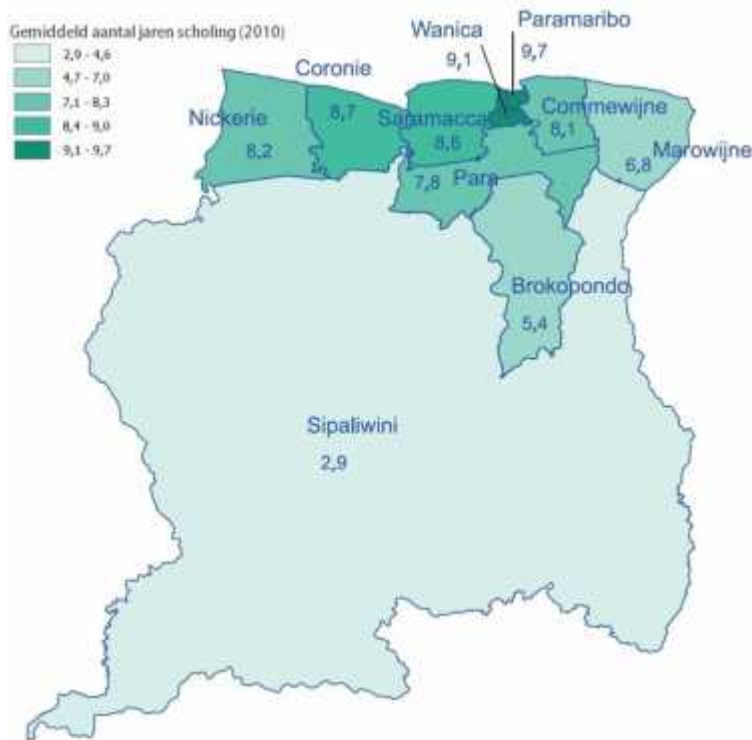 Gemiddeld aantal jaren scholing (2010)
2,9 - 4,6
4,7 - 7,0
7,1 - 8,3
8,4 - 9,0
9,1 - 9,7
Wanica
9,1
Paramaribo
9,7
Coronie
8,7
Nickerie
8,2
Saramacca
8,6
Commewijne
8,1
Marowijne
6,8
Para
7,8
Brokopondo
5,4
Sipaliwini
2,9